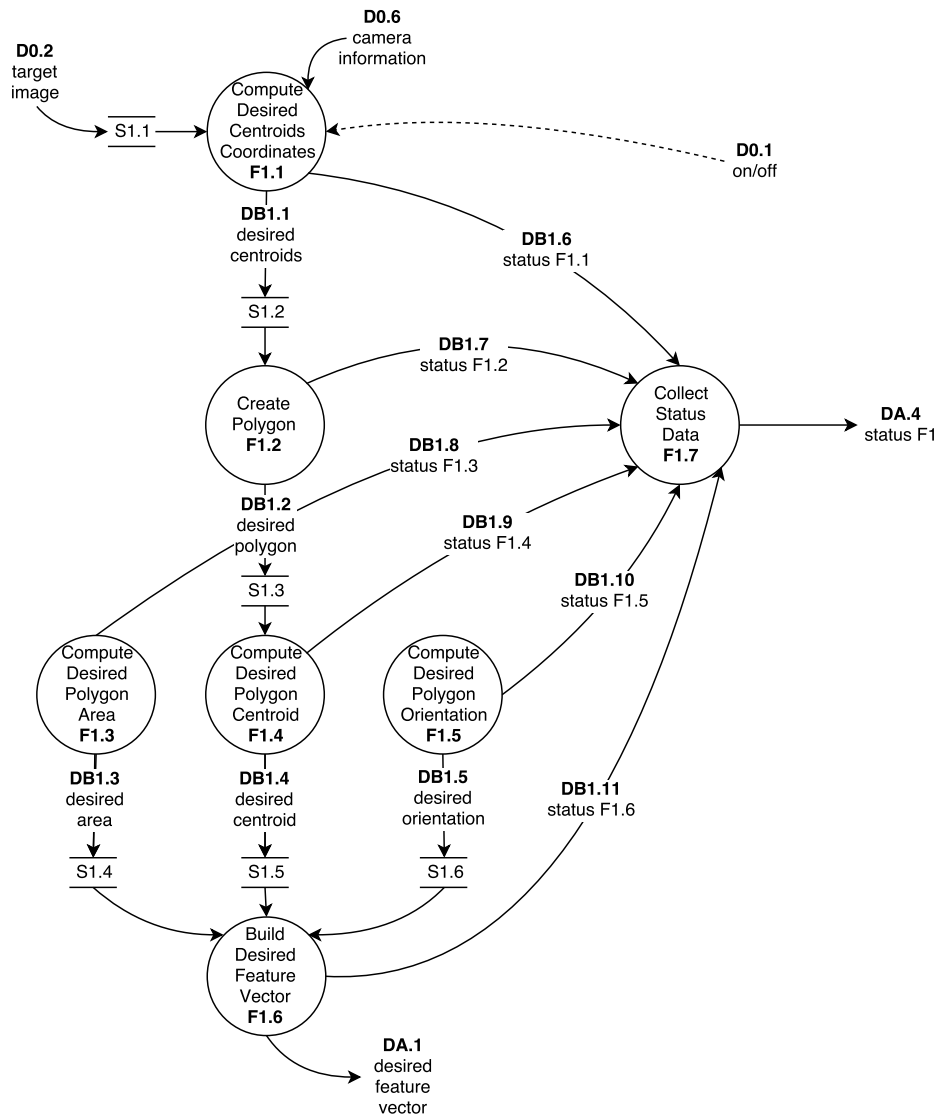 D0.6
camera
information
D0.2
target
image
S1.1
Compute
Desired
Centroids
Coordinates
F1.1
D0.1
on/off
DB1.1
desired
centroids
DB1.6
status F1.1
S1.2
DB1.7
status F1.2
Create
Polygon
F1.2
Collect
Status
Data
F1.7
DA.4
status F1
DB1.8
status F1.3
DB1.2
desired
polygon
DB1.9
status F1.4
S1.3
DB1.10
status F1.5
Compute
Desired
Polygon
Area
F1.3
Compute
Desired
Polygon
Centroid
F1.4
Compute
Desired
Polygon
Orientation
F1.5
DB1.3
desired
area
DB1.4
desired
centroid
DB1.5
desired
orientation
DB1.11
status F1.6
S1.4
S1.5
S1.6
Build
Desired
Feature
Vector
F1.6
DA.1
desired
feature
vector